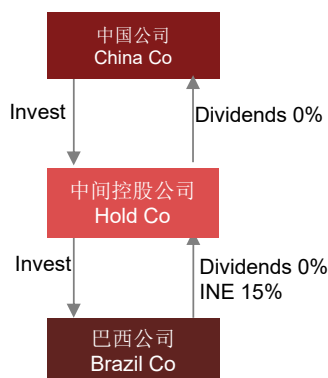 中国公司
China Co
Invest
Dividends 0%
中间控股公司
Hold Co
Invest
Dividends 0%
INE 15%
巴西公司
Brazil Co